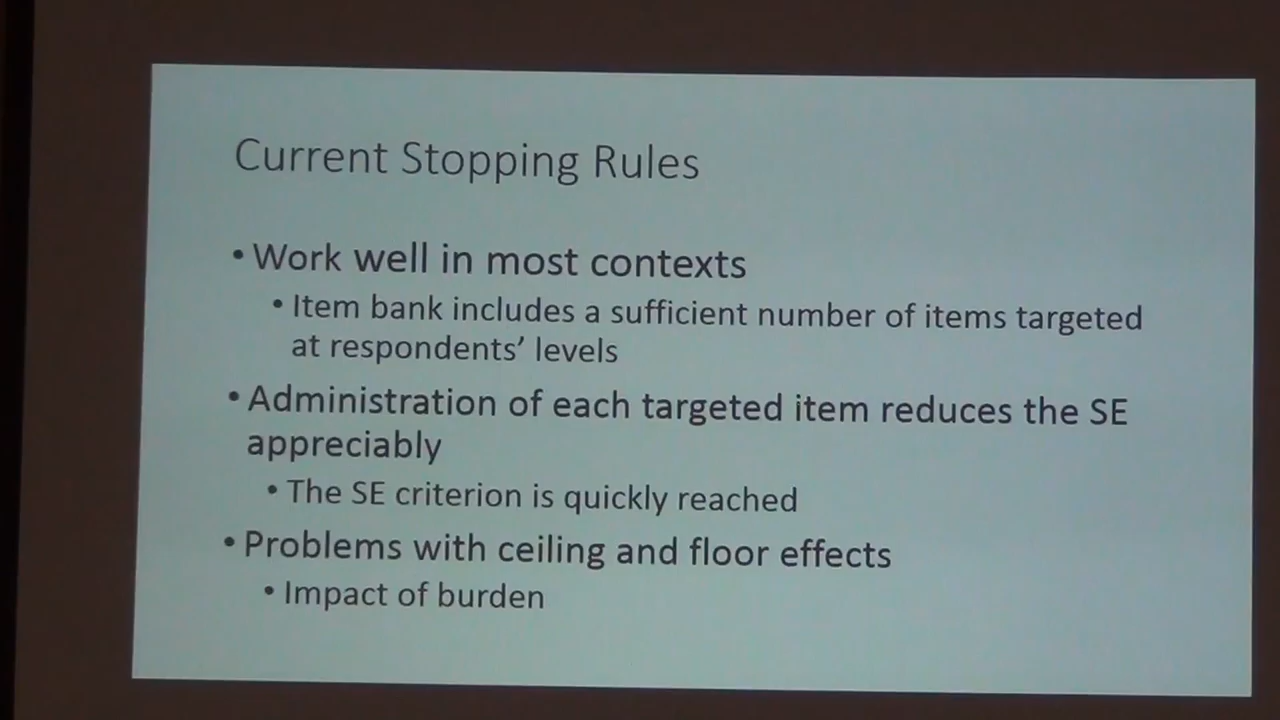 Current Stopping Rules
• Work well in most contexts
• Item bank includes a sufficient number of items targeted
at respondents' levels
• Administration of each targeted item reduces the SE
appreciably
• The SE criterion is quickly reached
• Problems with ceiling and floor effects
• Impact of burden